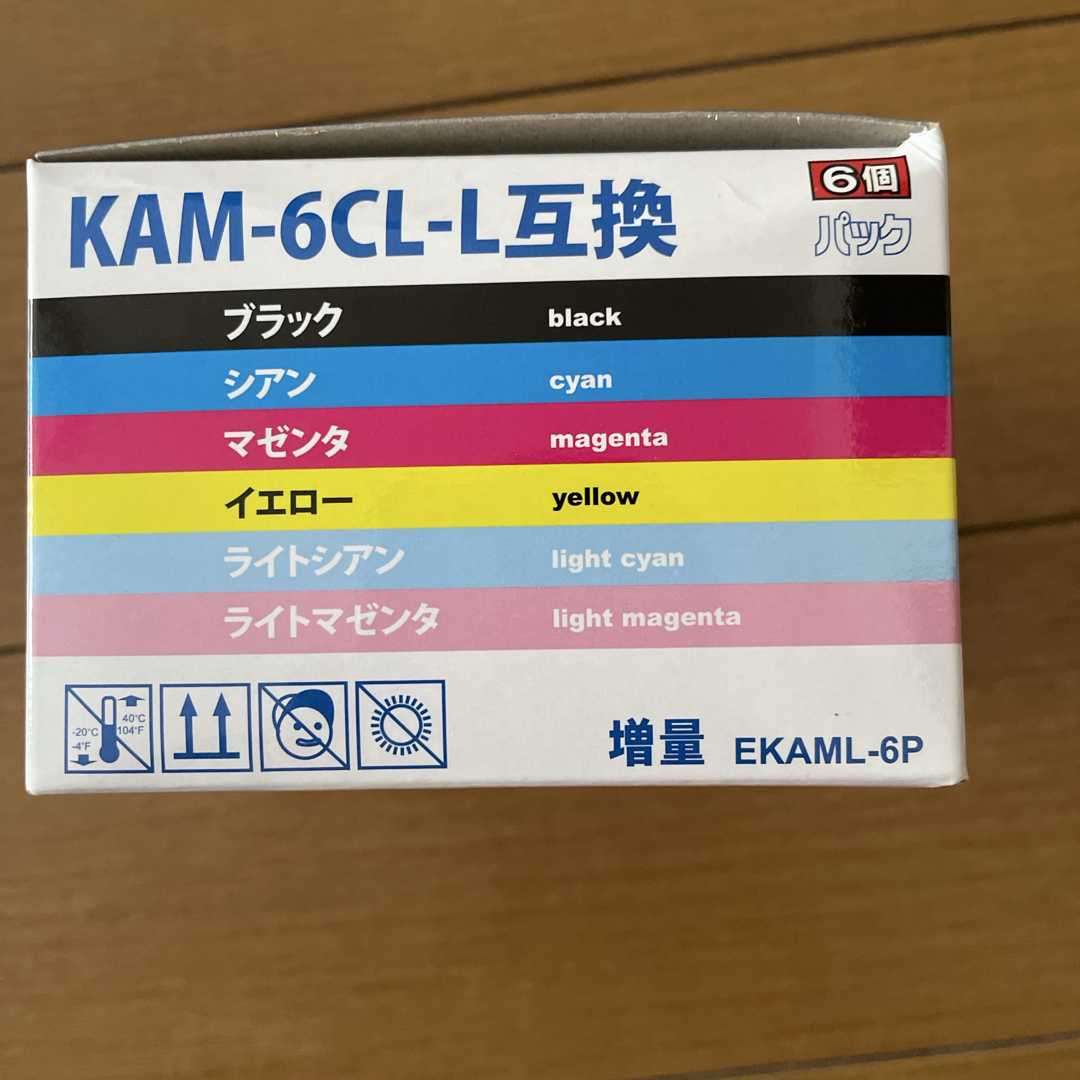 KAM-6CL-L互換
6個
パック
ブラック black
シアン cyan
マゼンタ magenta
イエロー yellow
ライトシアン light cyan
ライトマゼンタ light magenta
40°C
104°F
-20°C
-4°F
増量 EKAML-6P